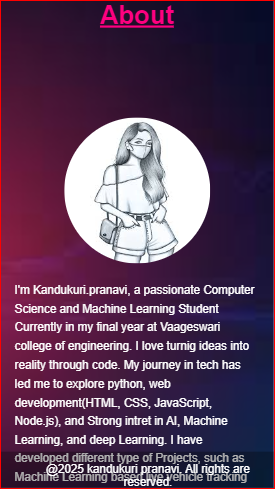 About
I'm Kandukuri.pranavi, a passionate Computer
Science and Machine Learning Student
Currently in my final year at Vaageswari
college of engineering. I love turnig ideas into
reality through code. My journey in tech has
led me to explore python, web
development(HTML, CSS, JavaScript,
Node.js), and Strong intret in AI, Machine
Learning, and deep Learning. I have
developed different type of Projects, such as
@2025 kandukuri pranavi. All rights are
Machine Learning based live vehicle tracking
reserved.